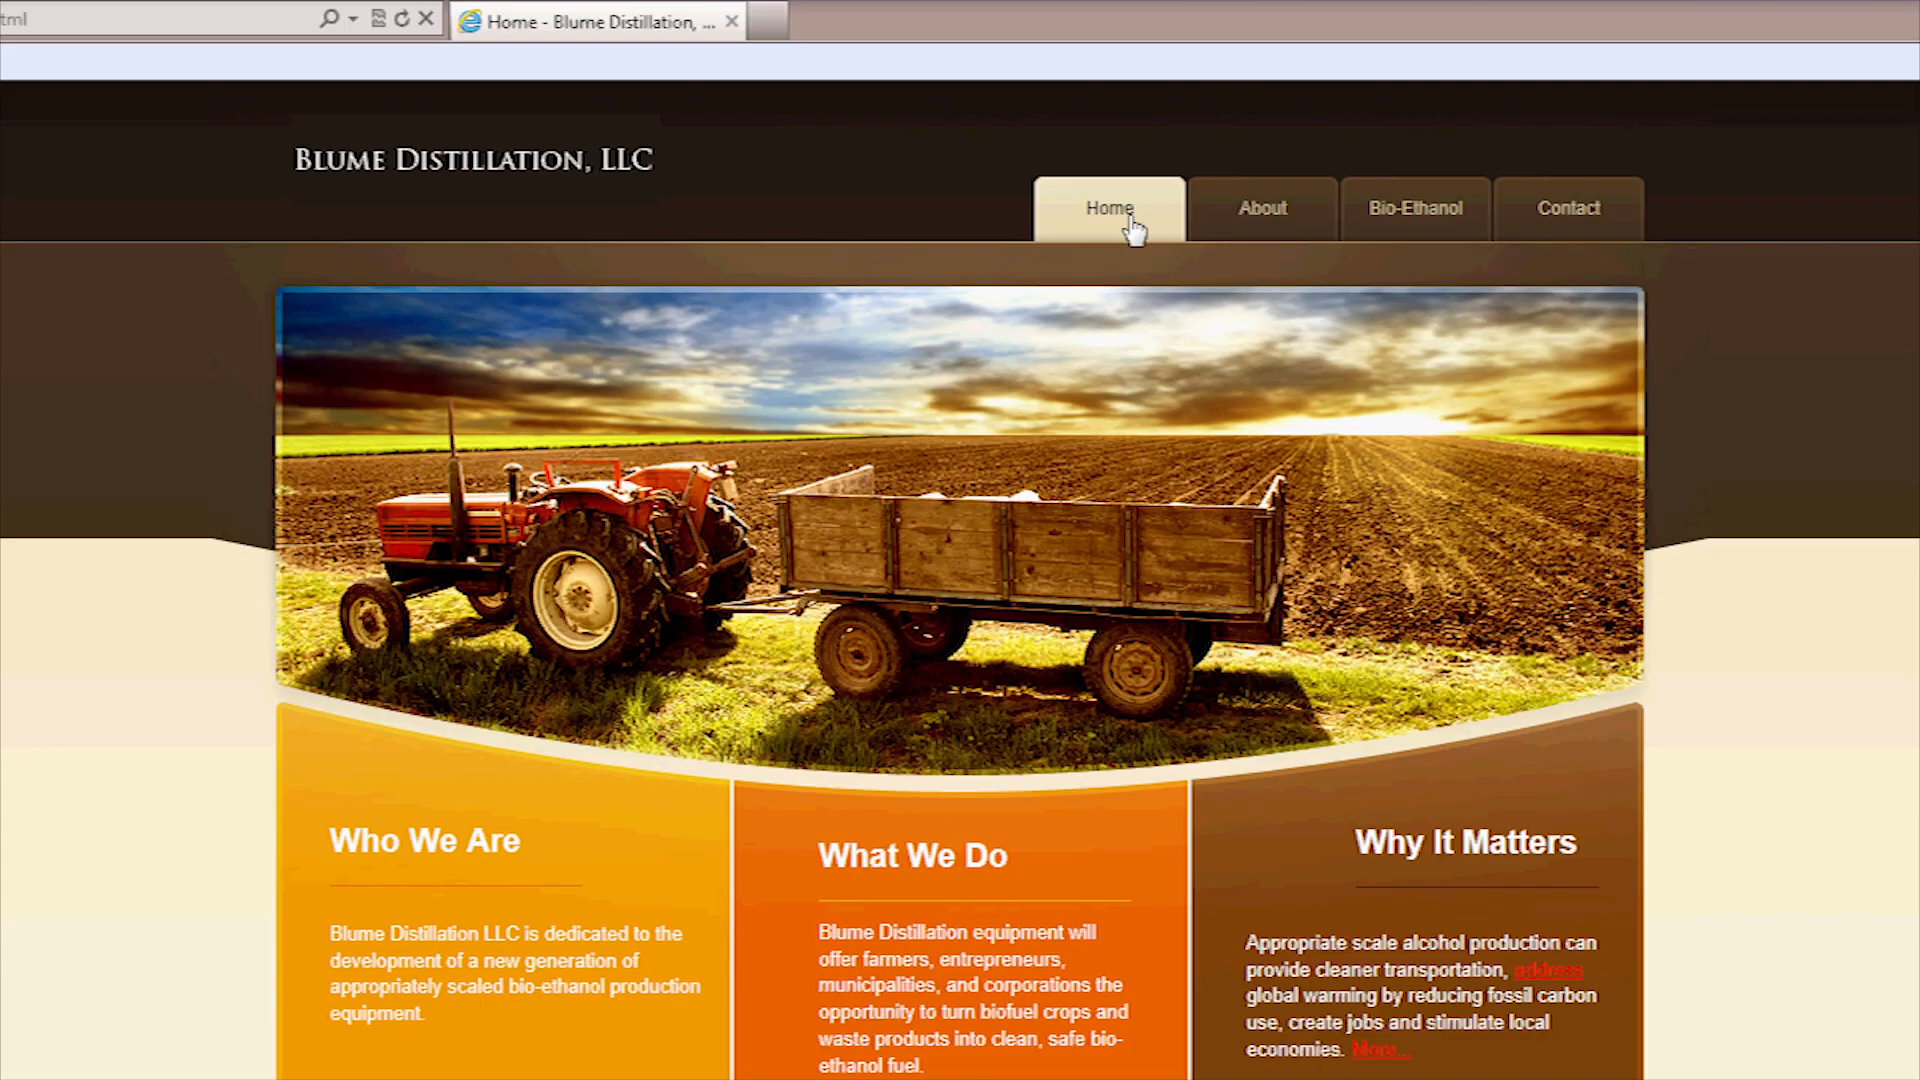 tml
Home - Blume Distillation, ...
Blume Distillation, LLC
Home
About
Bio-Ethanol
Contact
Who We Are
Blume Distillation LLC is dedicated to the
development of a new generation of
appropriately scaled bio-ethanol production
equipment.
What We Do
Blume Distillation equipment will
offer farmers, entrepreneurs,
municipalities, and corporations the
opportunity to turn biofuel crops and
waste products into clean, safe bio-
ethanol fuel.
Why It Matters
Appropriate scale alcohol production can
provide cleaner transportation, address
global warming by reducing fossil carbon
use, create jobs and stimulate local
economies. More...